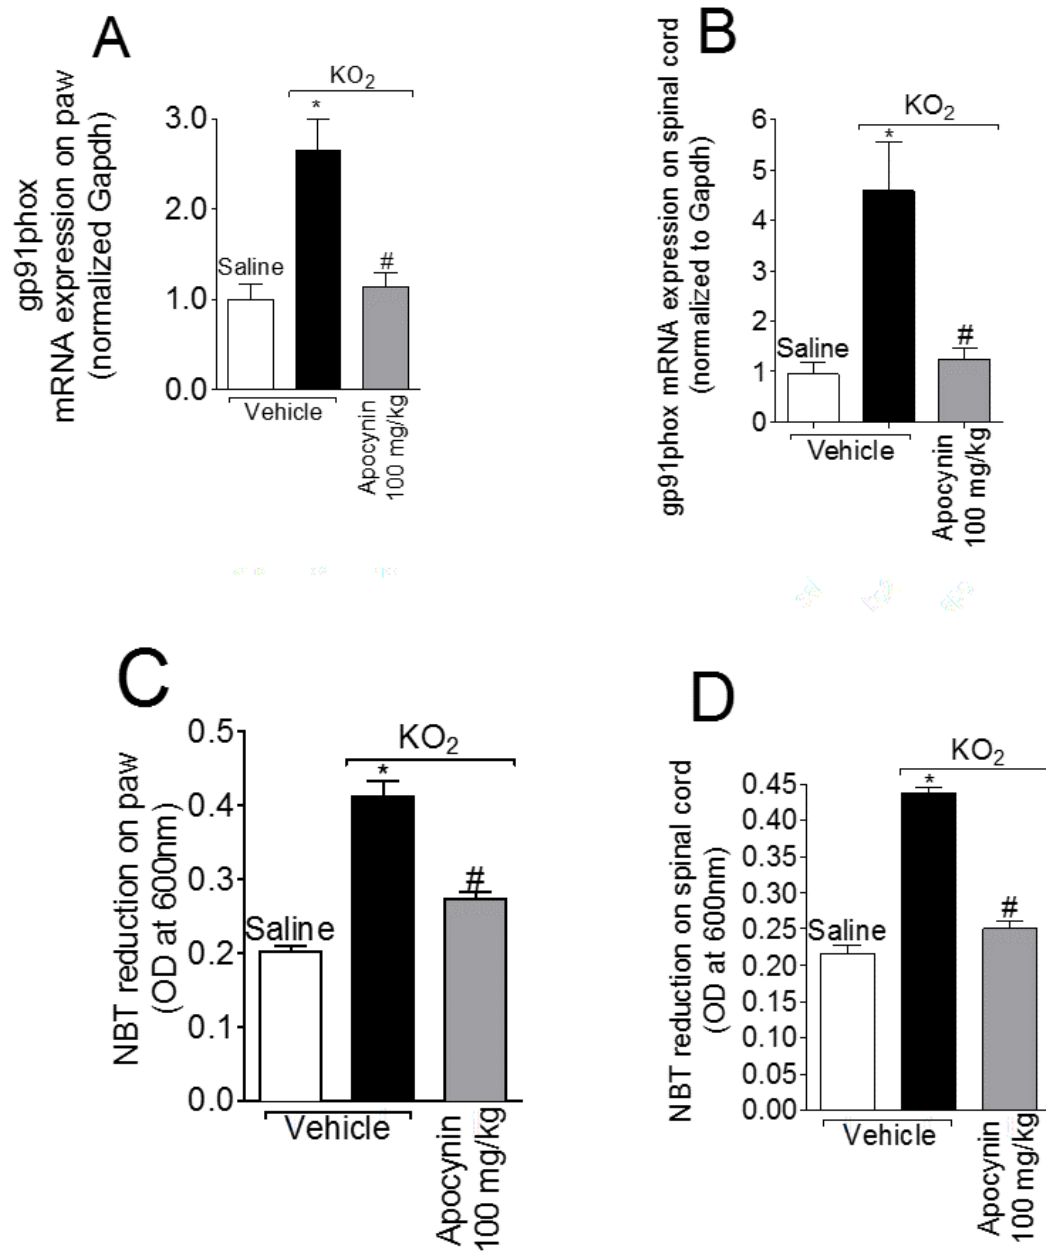 A
gp91phox
mRNA expression on paw
(normalized Gapdh)
KO2
*
3.0
2.0
1.0
0.0
Saline
#
Vehicle
Apocynin
100 mg/kg
B
gp91phox mRNA expression on spinal cord
(normalized to Gapdh)
KO2
*
6
5
4
3
2
1
0
Saline
#
Vehicle
Apocynin
100 mg/kg
C
NBT reduction on paw
(OD at 600nm)
KO2
*
0.5
0.4
0.3
0.2
0.1
0.0
Saline
#
Vehicle
Apocynin
100 mg/kg
D
NBT reduction on spinal cord
(OD at 600nm)
KO2
*
0.45
0.40
0.35
0.30
0.25
0.20
0.15
0.10
0.05
0.00
Saline
#
Vehicle
Apocynin
100 mg/kg